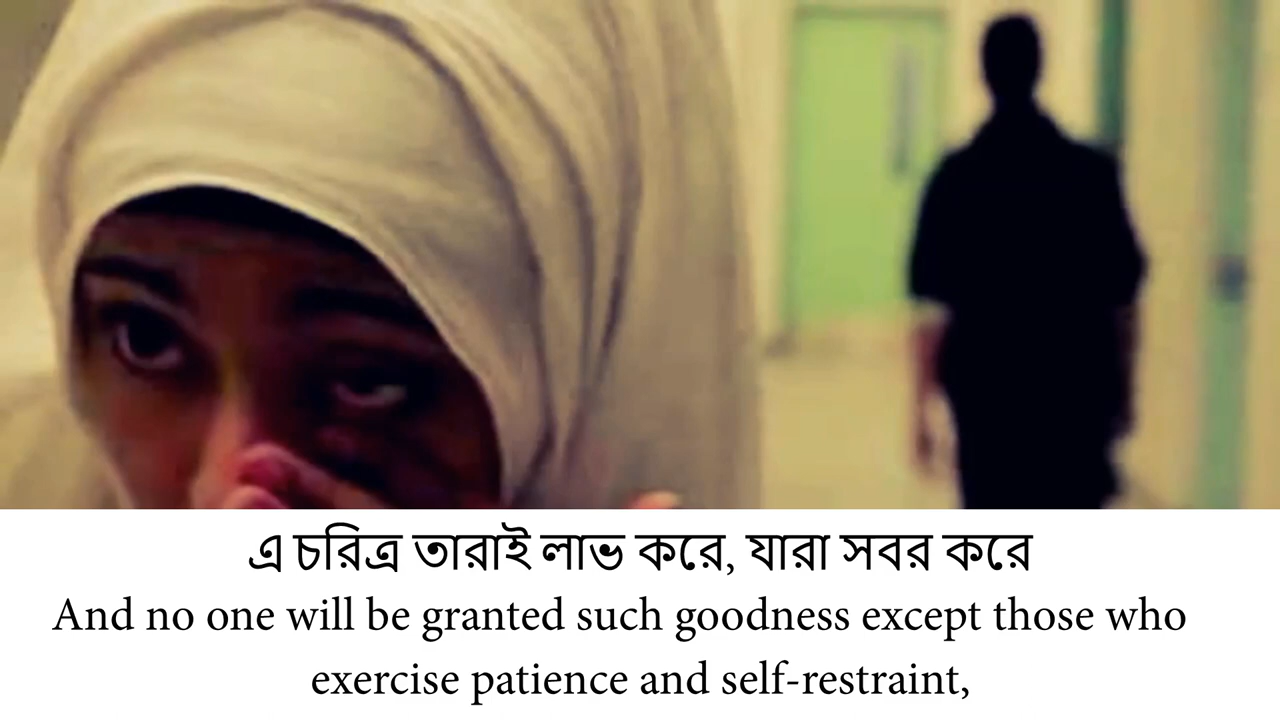 এ চরিত্র তারাই লাভ করে, যারা সবর করে
And no one will be granted such goodness except those who
exercise patience and self-restraint,